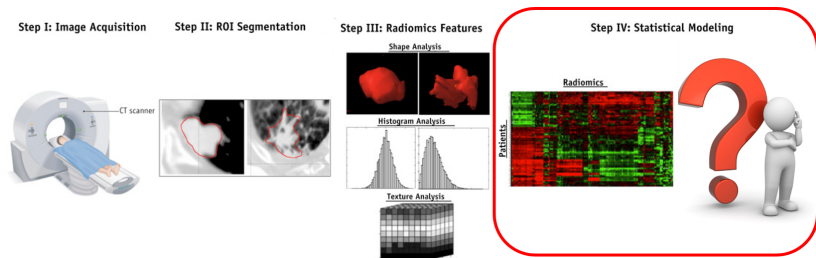 Step I: Image Acquisition
Step II: ROI Segmentation
Step III: Radiomics Features
Step IV: Statistical Modeling
CT scanner
Shape Analysis
Histogram Analysis
Texture Analysis
Radiomics
Patients